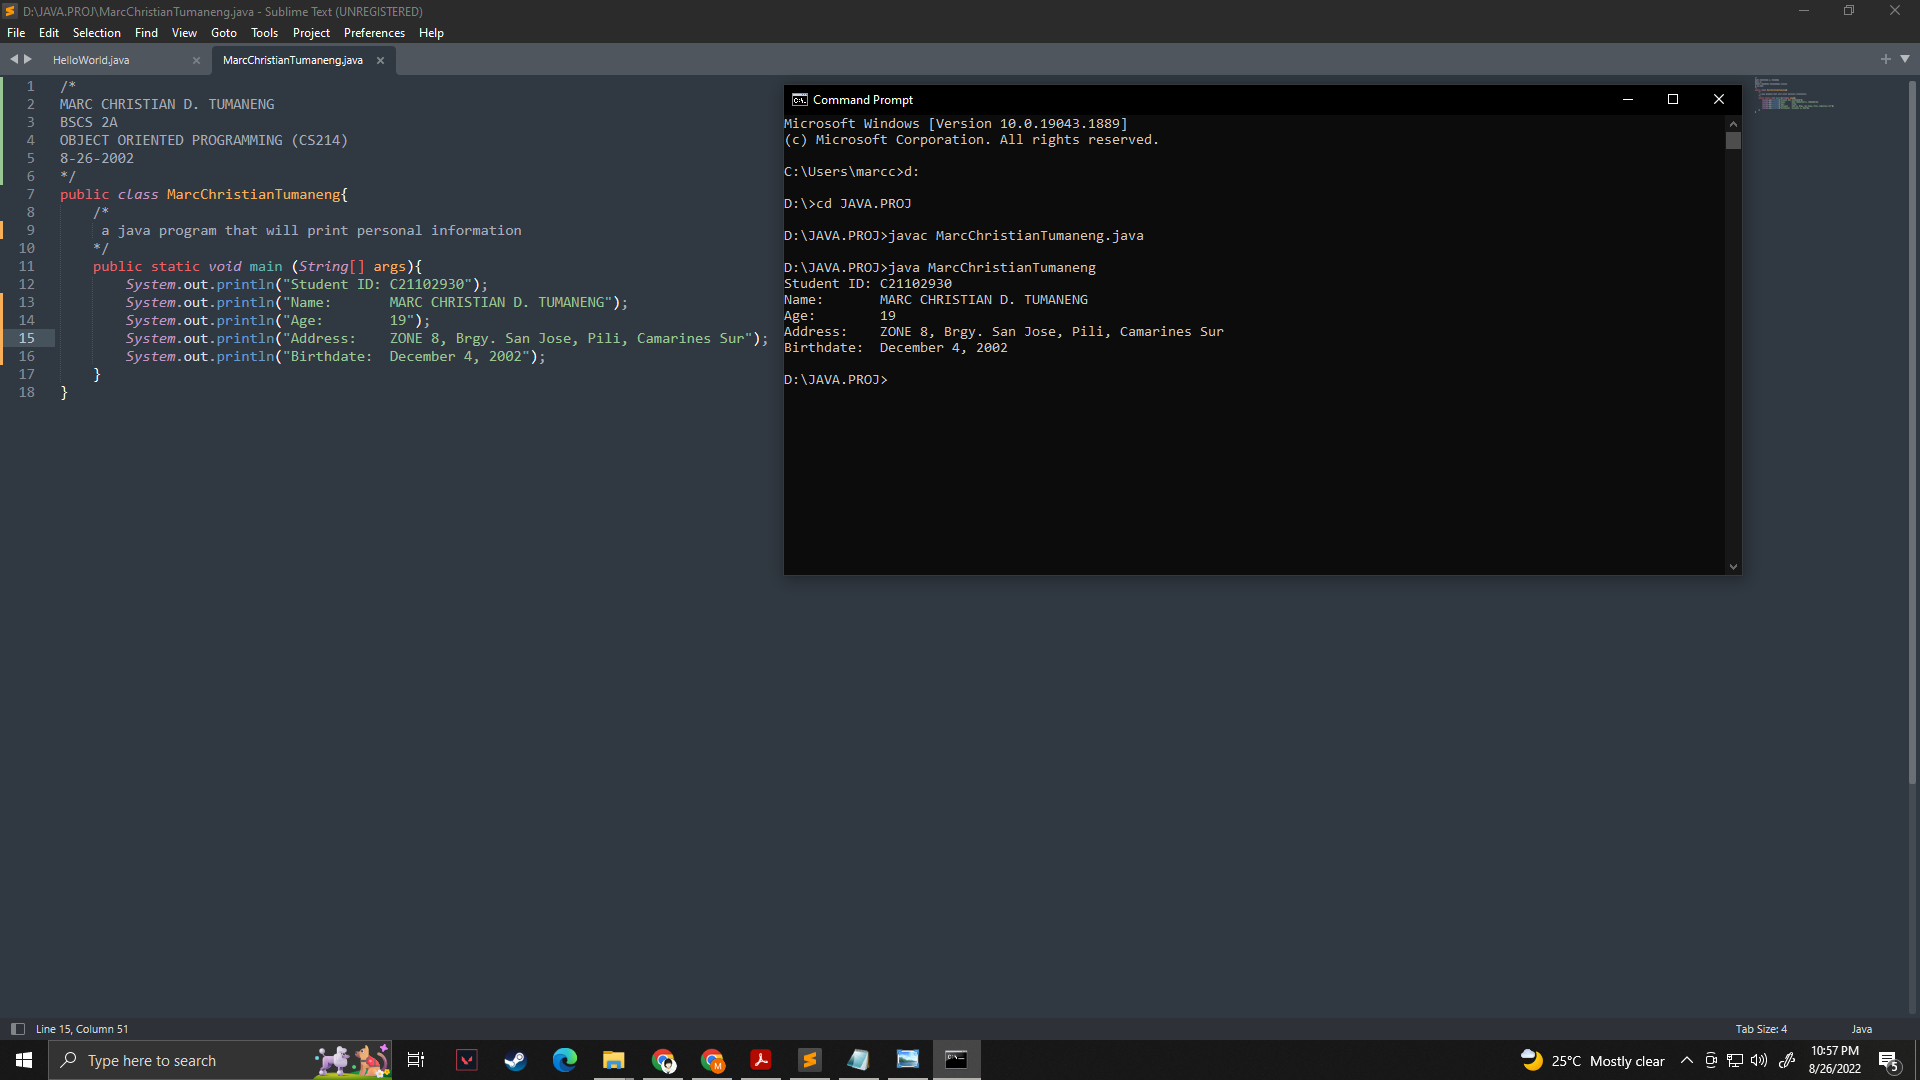 D:\JAVA.PROJ\MarcChristianTumaneng.java - Sublime Text (UNREGISTERED)
File Edit Selection Find View Goto Tools Project Preferences Help
HelloWorld.java
MarcChristianTumaneng.java
1 /*
2 MARC CHRISTIAN D. TUMANENG
3 BSCS 2A
4 OBJECT ORIENTED PROGRAMMING (CS214)
5 8-26-2002
6 */
7 public class MarcChristianTumaneng{
8     /*
9      a java program that will print personal information
10     */
11     public static void main (String[] args){
12         System.out.println("Student ID: C21102930");
13         System.out.println("Name:       MARC CHRISTIAN D. TUMANENG");
14         System.out.println("Age:        19");
15         System.out.println("Address:    ZONE 8, Brgy. San Jose, Pili, Camarines Sur");
16         System.out.println("Birthdate:  December 4, 2002");
17     }
18 }
Command Prompt
Microsoft Windows [Version 10.0.19043.1889]
(c) Microsoft Corporation. All rights reserved.
C:\Users\marcc>d:
D:\>cd JAVA.PROJ
D:\JAVA.PROJ>javac MarcChristianTumaneng.java
D:\JAVA.PROJ>java MarcChristianTumaneng
Student ID: C21102930
Name:       MARC CHRISTIAN D. TUMANENG
Age:        19
Address:    ZONE 8, Brgy. San Jose, Pili, Camarines Sur
Birthdate:  December 4, 2002
D:\JAVA.PROJ>
Line 15, Column 51
Tab Size: 4
Java
Type here to search
M
25°C Mostly clear
10:57 PM
8/26/2022
5